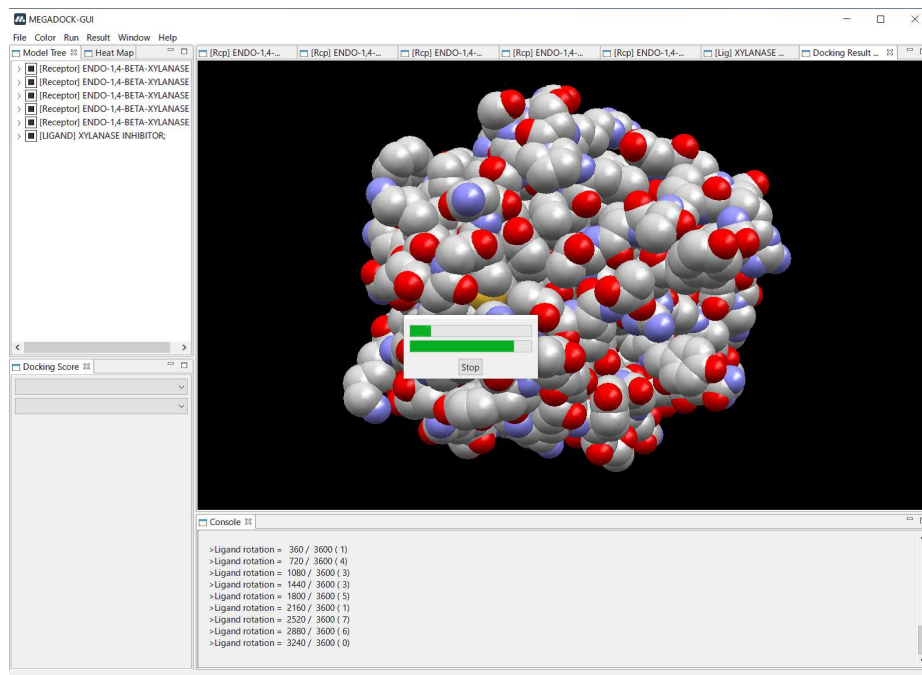 MEGADOCK-GUI
File Color Run Result Window Help
Model Tree Heat Map
[Rcp] ENDO-1,4-... [Rcp] ENDO-1,4-... [Rcp] ENDO-1,4-... [Rcp] ENDO-1,4-... [Rcp] ENDO-1,4-... [Lig] XYLANASE ... Docking Result ...
[Receptor] ENDO-1,4-BETA-XYLANASE
[Receptor] ENDO-1,4-BETA-XYLANASE
[Receptor] ENDO-1,4-BETA-XYLANASE
[Receptor] ENDO-1,4-BETA-XYLANASE
[Receptor] ENDO-1,4-BETA-XYLANASE
[LIGAND] XYLANASE INHIBITOR;
Docking Score
Stop
Console
>Ligand rotation = 360 / 3600 ( 1)
>Ligand rotation = 720 / 3600 ( 4)
>Ligand rotation = 1080 / 3600 ( 3)
>Ligand rotation = 1440 / 3600 ( 3)
>Ligand rotation = 1800 / 3600 ( 5)
>Ligand rotation = 2160 / 3600 ( 1)
>Ligand rotation = 2520 / 3600 ( 7)
>Ligand rotation = 2880 / 3600 ( 6)
>Ligand rotation = 3240 / 3600 ( 0)